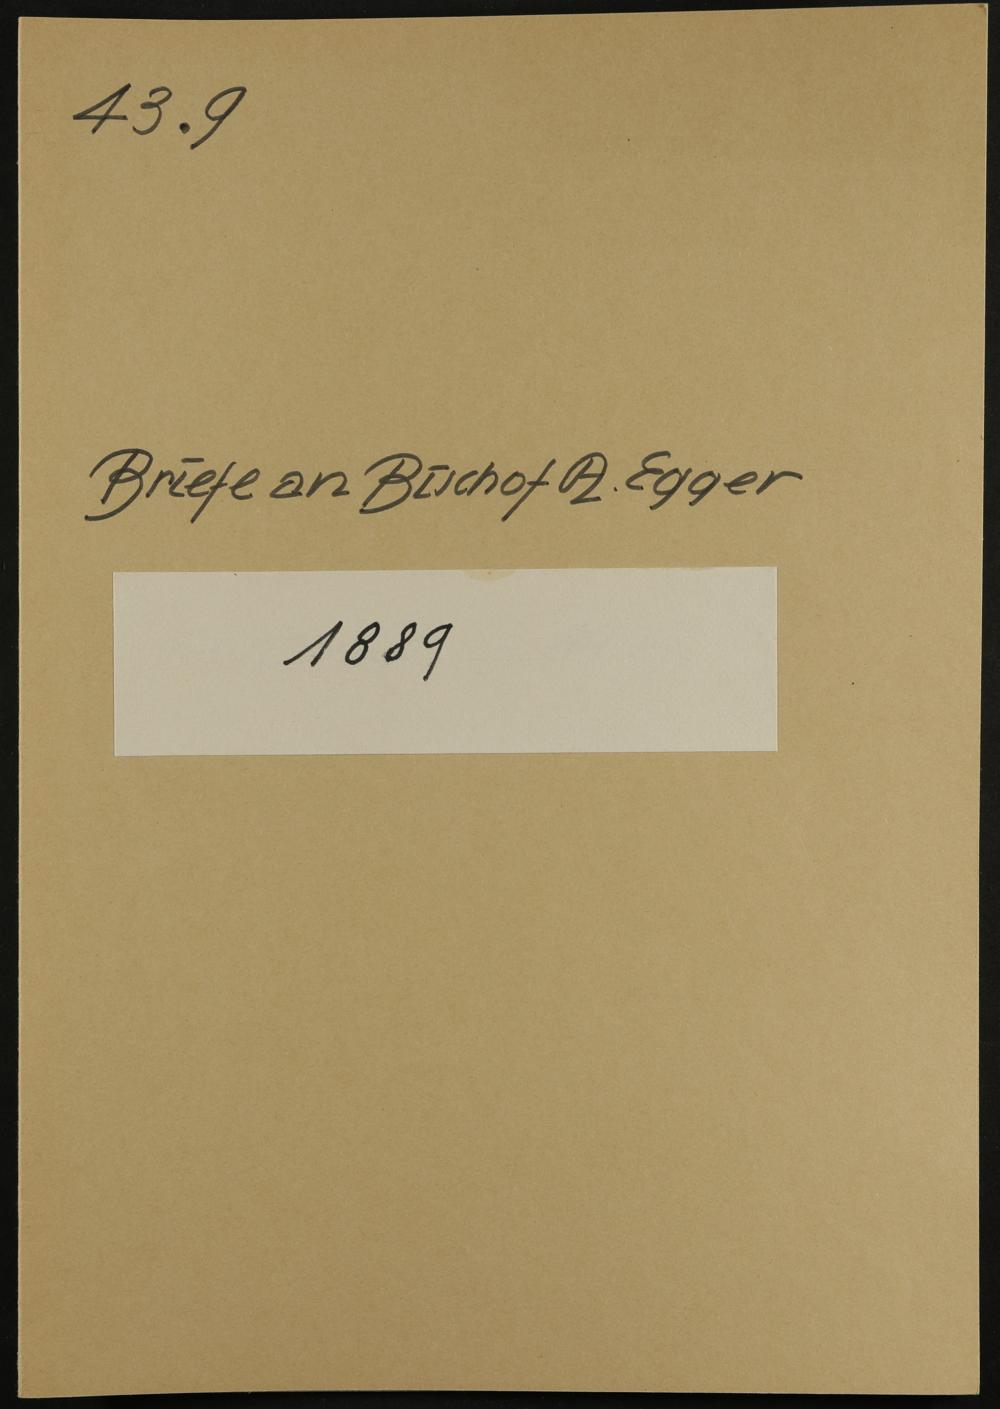 43.9
Briefe an Bischof A. Egger
1889